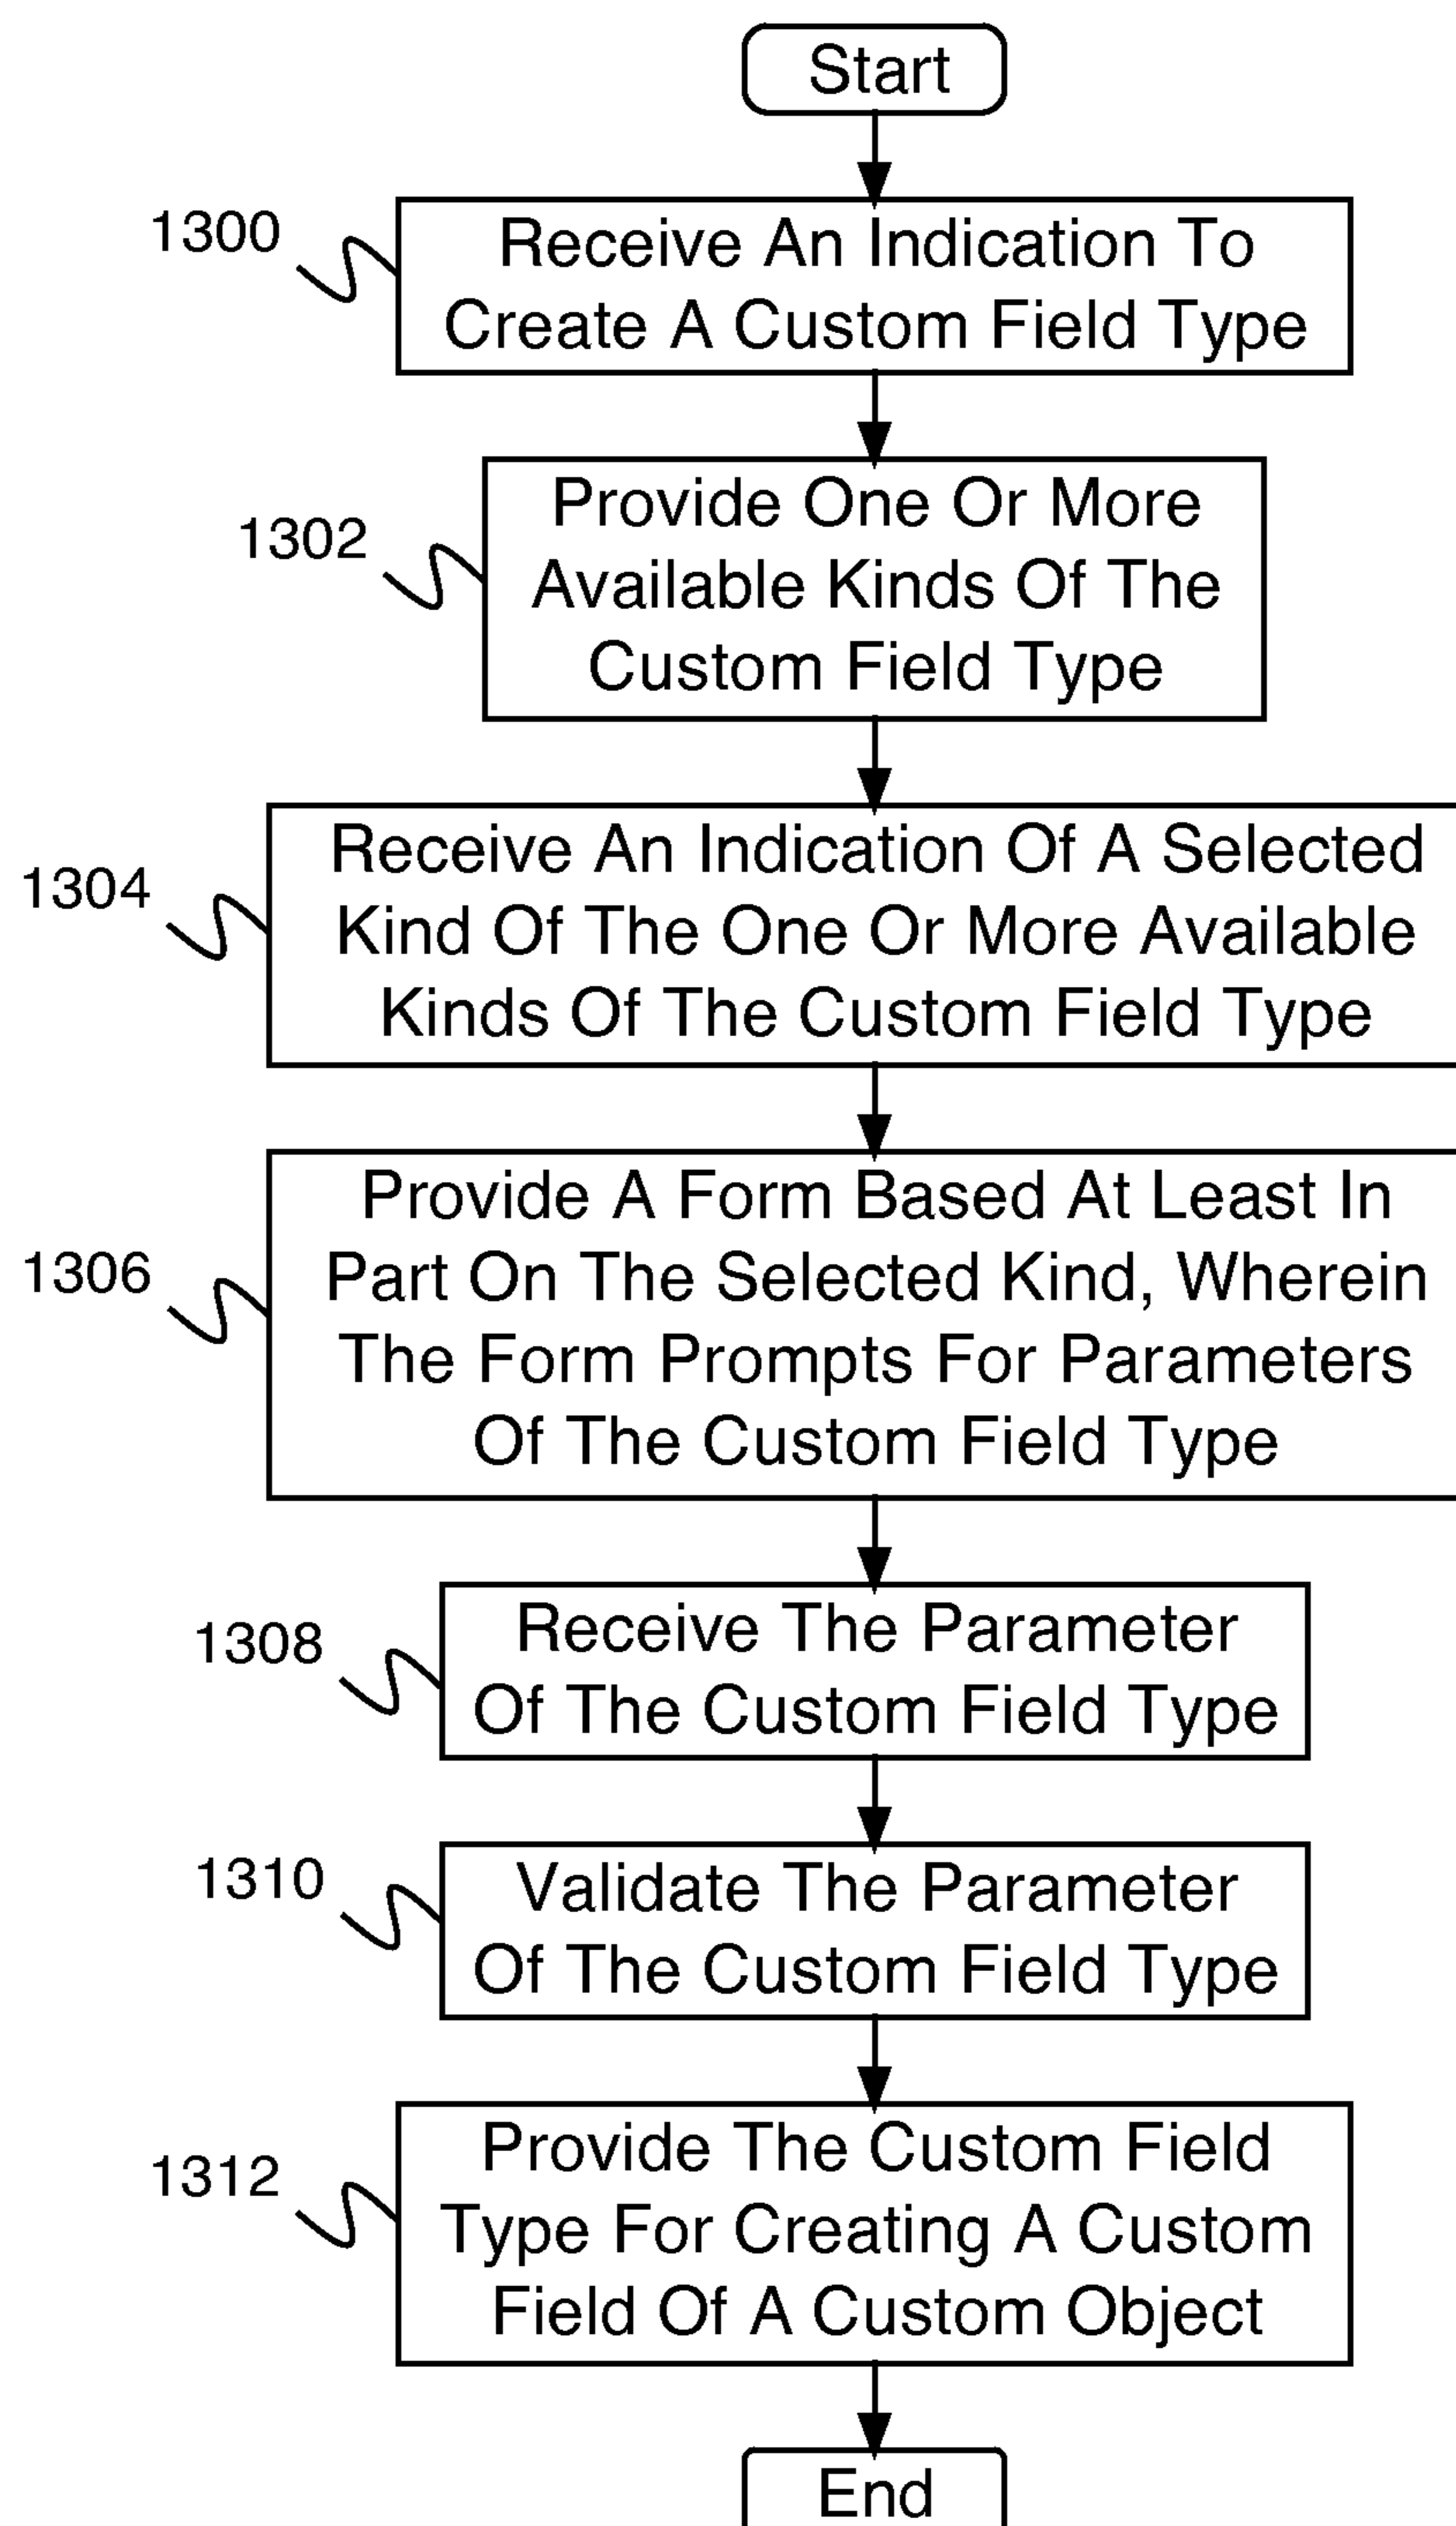 Start
1300
Receive An Indication To
Create A Custom Field Type
1302
Provide One Or More
Available Kinds Of The
Custom Field Type
1304
Receive An Indication Of A Selected
Kind Of The One Or More Available
Kinds Of The Custom Field Type
1306
Provide A Form Based At Least In
Part On The Selected Kind, Wherein
The Form Prompts For Parameters
Of The Custom Field Type
1308
Receive The Parameter
Of The Custom Field Type
1310
Validate The Parameter
Of The Custom Field Type
1312
Provide The Custom Field
Type For Creating A Custom
Field Of A Custom Object
End